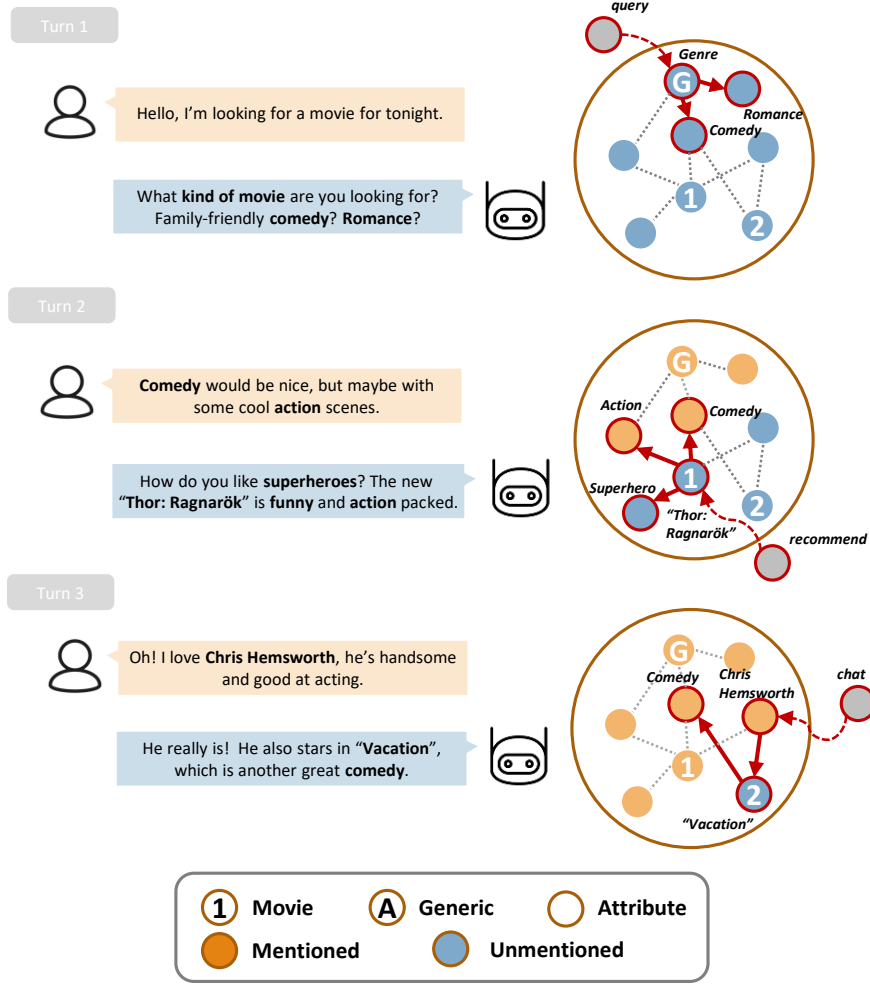 Turn 1
query
Genre
G
Romance
Comedy
1
2
Hello, I'm looking for a movie for tonight.
What kind of movie are you looking for?
Family-friendly comedy? Romance?
Turn 2
G
Action
Comedy
1
Superhero
2
"Thor:
Ragnarök"
recommend
Comedy would be nice, but maybe with
some cool action scenes.
How do you like superheroes? The new
"Thor: Ragnarök" is funny and action packed.
Turn 3
G
Comedy
Chris
Hemsworth
chat
1
2
"Vacation"
Oh! I love Chris Hemsworth, he's handsome
and good at acting.
He really is! He also stars in "Vacation",
which is another great comedy.
1 Movie
A Generic
Attribute
Mentioned
Unmentioned